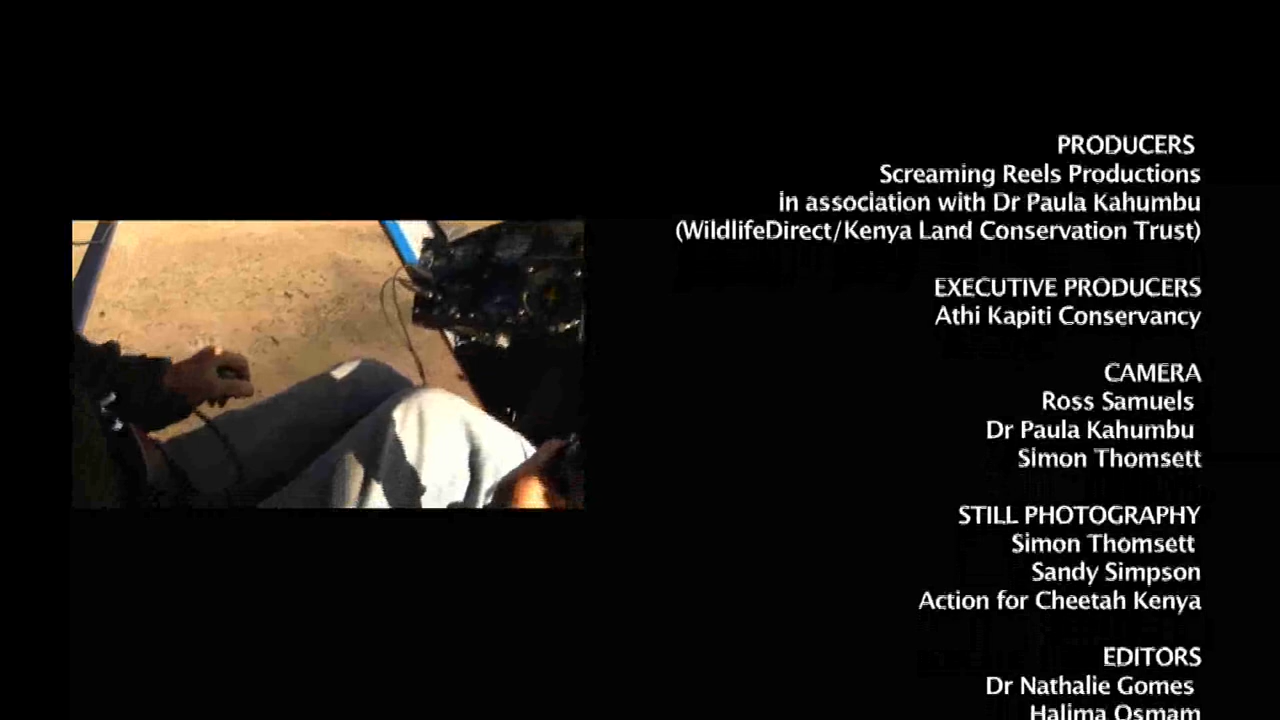 PRODUCERS
Screaming Reels Productions
in association with Dr Paula Kahumbu
(WildlifeDirect/Kenya Land Conservation Trust)
EXECUTIVE PRODUCERS
Athi Kapiti Conservancy
CAMERA
Ross Samuels
Dr Paula Kahumbu
Simon Thomsett
STILL PHOTOGRAPHY
Simon Thomsett
Sandy Simpson
Action for Cheetah Kenya
EDITORS
Dr Nathalie Gomes
Halima Osmam